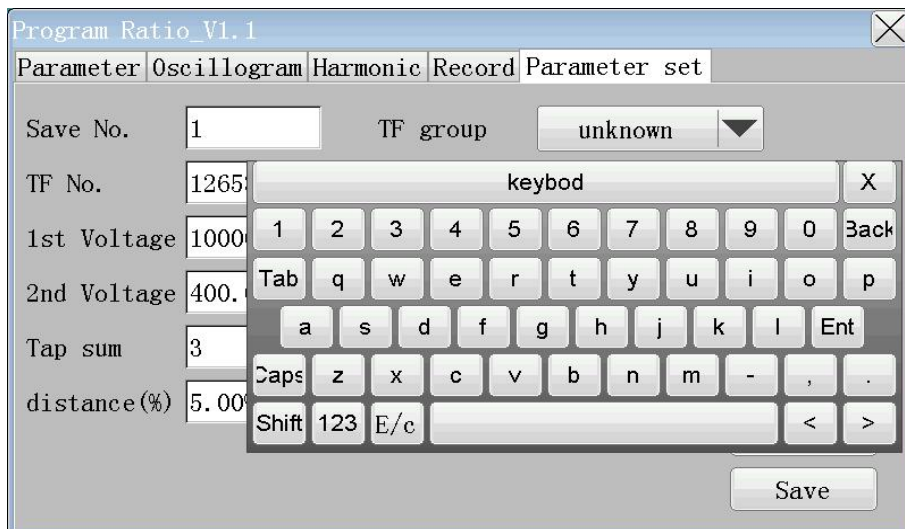 Program Ratio_V1.1
Parameter Oscillogram Harmonic Record Parameter set
Save No. 1 TF group unknown
TF No. 1265
keybod X
1st Voltage 1000
1 2 3 4 5 6 7 8 9 0 Back
2nd Voltage 400.
Tab q w e r t y u i o p
Tap sum 3
a s d f g h j k l Ent
distance(%) 5.00
Caps z x c v b n m - , .
Shift 123 E/c < >
Save